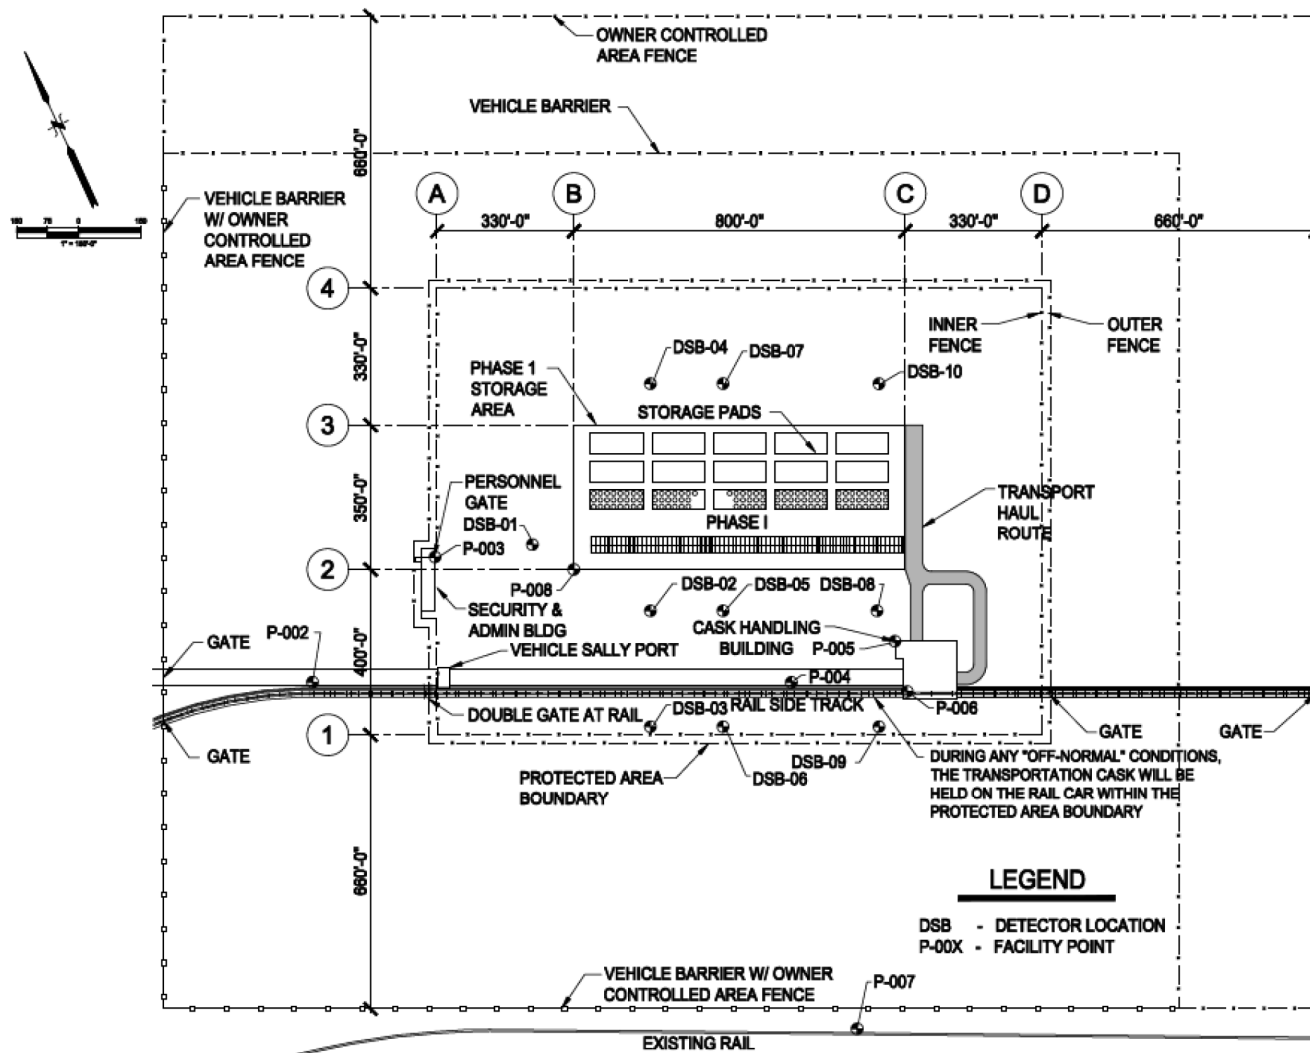 OWNER CONTROLLED
AREA FENCE
VEHICLE BARRIER
660'-0"
VEHICLE BARRIER
W/ OWNER
CONTROLLED
AREA FENCE
A
B
C
D
330'-0"
800'-0"
330'-0"
660'-0"
150 75 0 150
1" = 150'-0"
4
INNER
FENCE
OUTER
FENCE
330'-0"
DSB-04
DSB-07
DSB-10
PHASE 1
STORAGE
AREA
STORAGE PADS
3
PERSONNEL
GATE
350'-0"
TRANSPORT
HAUL
ROUTE
PHASE I
DSB-01
P-003
2
P-008
DSB-02
DSB-05
DSB-08
SECURITY &
ADMIN BLDG
CASK HANDLING
BUILDING
P-005
GATE
P-002
VEHICLE SALLY PORT
400'-0"
P-004
P-006
DOUBLE GATE AT RAIL
DSB-03
RAIL SIDE TRACK
1
GATE
GATE
GATE
DSB-06
DSB-09
PROTECTED AREA
BOUNDARY
DURING ANY "OFF-NORMAL" CONDITIONS,
THE TRANSPORTATION CASK WILL BE
HELD ON THE RAIL CAR WITHIN THE
PROTECTED AREA BOUNDARY
660'-0"
LEGEND
DSB - DETECTOR LOCATION
P-00X - FACILITY POINT
VEHICLE BARRIER W/ OWNER
CONTROLLED AREA FENCE
P-007
EXISTING RAIL